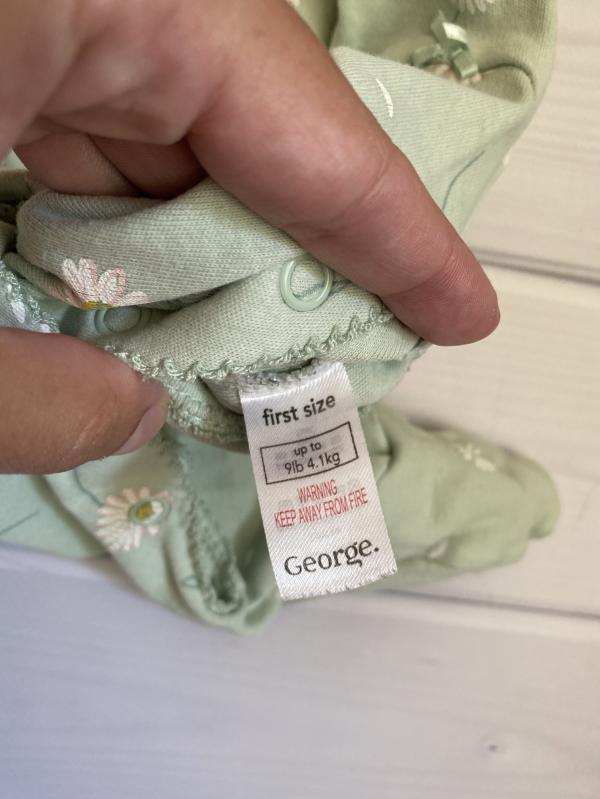 first size
up to
9lb 4.1kg
WARNING
KEEP AWAY FROM FIRE
George.